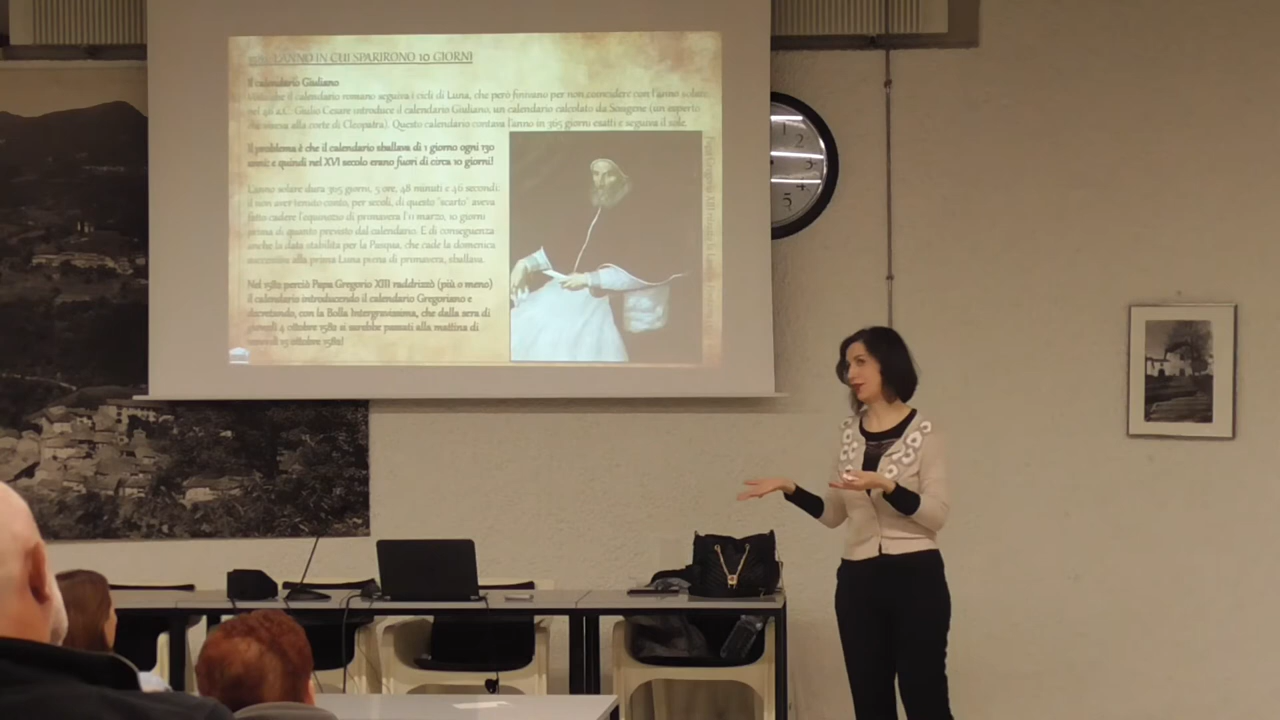 L'ANNO IN CUI SPARIRONO 10 GIORNI
Il calendario Giuliano
che il calendario romano seguiva i cicli di Luna, che però finivano per non coincidere con l'anno solare
nel 46 a.C. Giulio Cesare introduce il calendario Giuliano, un calendario calcolato da Sosigene (un esperto
che viveva alla corte di Cleopatra). Questo calendario contava l'anno in 365 giorni esatti e seguiva il sole.
Il problema è che il calendario sballava di 1 giorno ogni 130
anni: e quindi nel XVI secolo erano fuori di circa 10 giorni!
L'anno solare dura 365 giorni, 5 ore, 48 minuti e 46 secondi:
il non aver tenuto conto, per secoli, di questo "scarto" aveva
fatto cadere l'equinozio di primavera l'11 marzo, 10 giorni
prima di quanto previsto dal calendario. E di conseguenza
anche la data stabilita per la Pasqua, che cade la domenica
successiva alla prima Luna piena di primavera, sballava.
Nel 1582 perciò Papa Gregorio XIII raddrizzò (più o meno)
il calendario introducendo il calendario Gregoriano e
decretando, con la Bolla Intergravissima, che dalla sera di
giovedì 4 ottobre 1582 si sarebbe passati alla mattina di
venerdì 15 ottobre 1582!
1
2
3
4
5